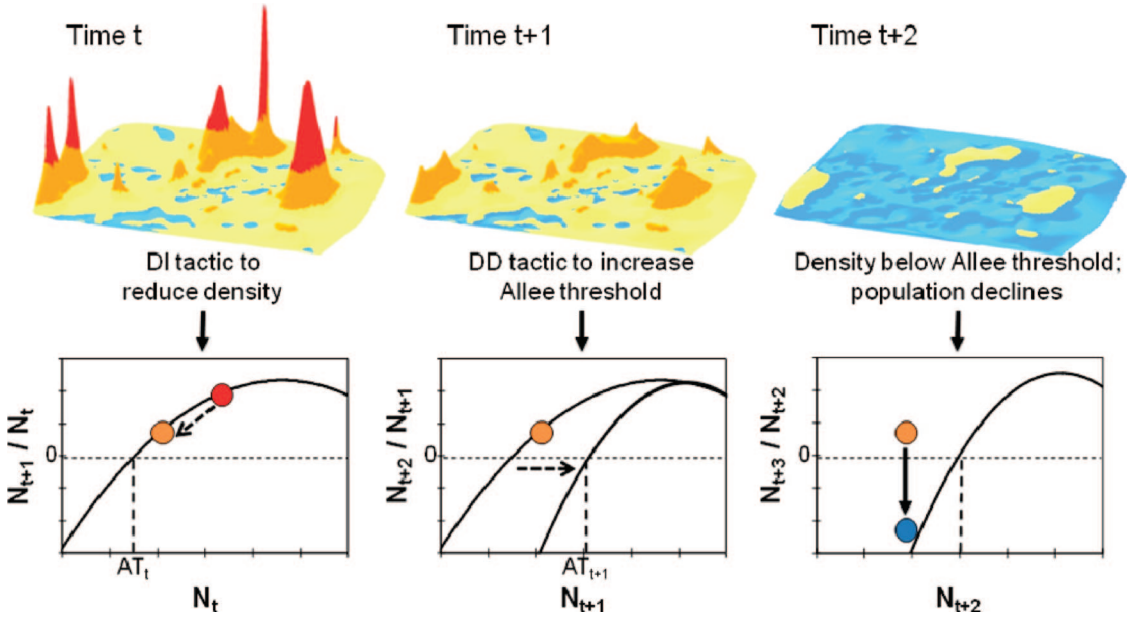 Time t
Time t+1
Time t+2
DI tactic to
reduce density
DD tactic to increase
Allee threshold
Density below Allee threshold;
population declines
N_{t+1} / N_t
0
AT_t
N_t
N_{t+2} / N_{t+1}
0
AT_{t+1}
N_{t+1}
N_{t+3} / N_{t+2}
0
N_{t+2}